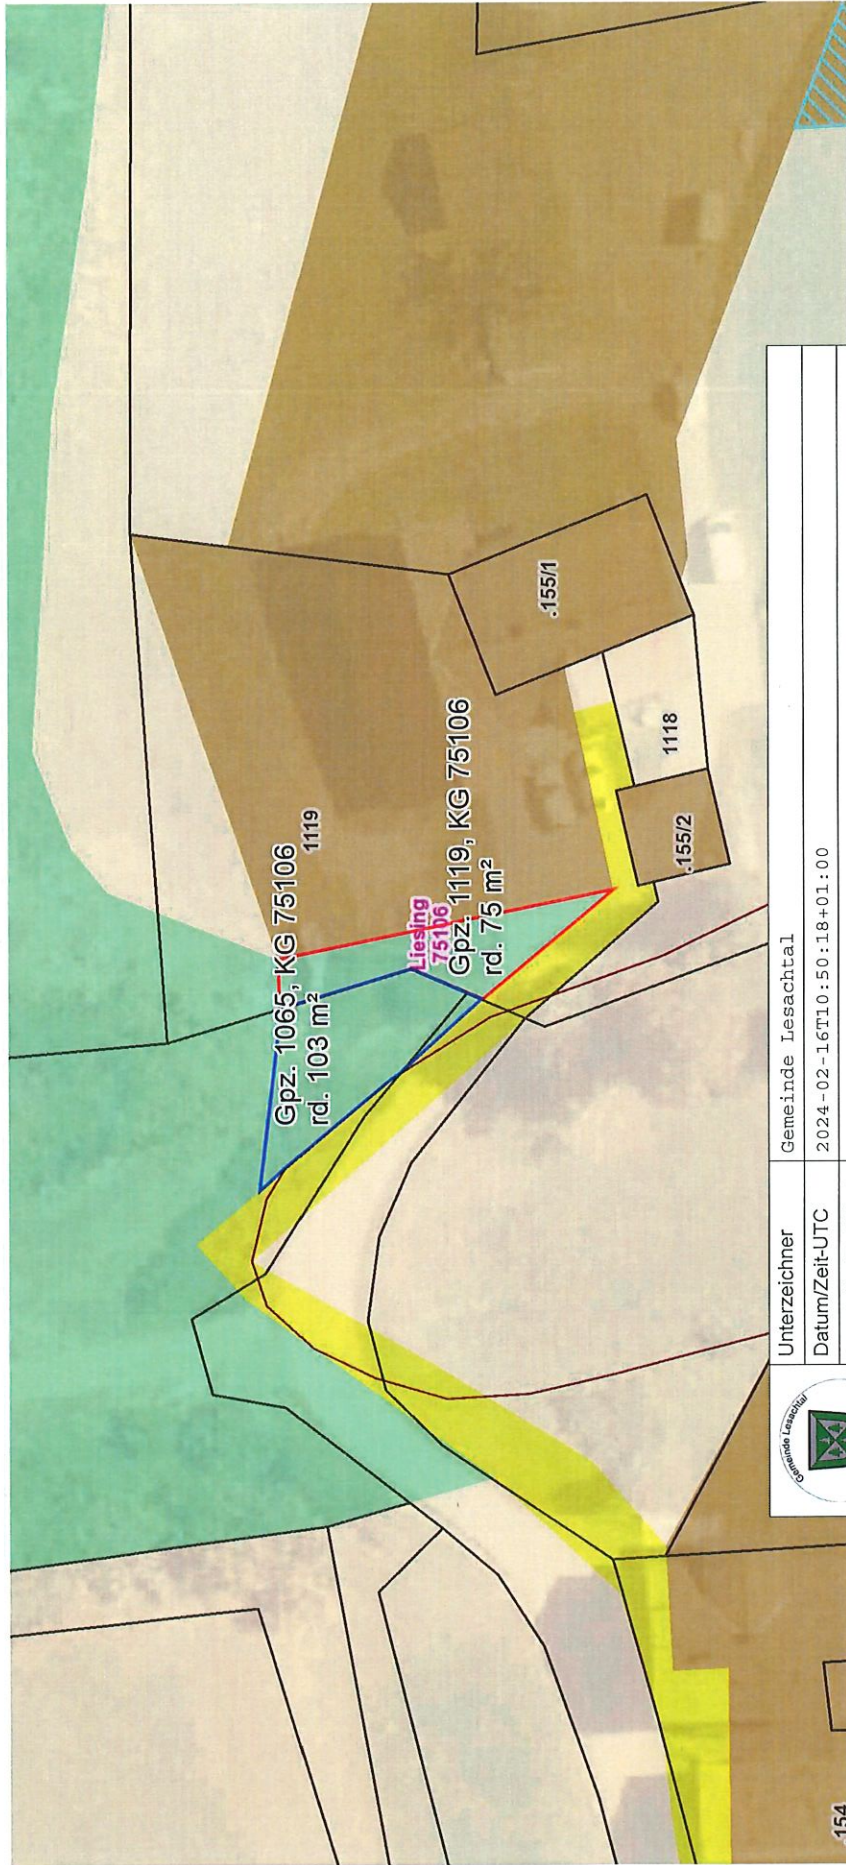 Gpz. 1065, KG 75106
rd. 103 m²
1119
Liesing
75106
Gpz. 1119, KG 75106
rd. 75 m²
.155/1
1118
.155/2
.154
Gemeinde Lesachtal
Unterzeichner
Gemeinde Lesachtal
Datum/Zeit-UTC
2024-02-16T10:50:18+01:00